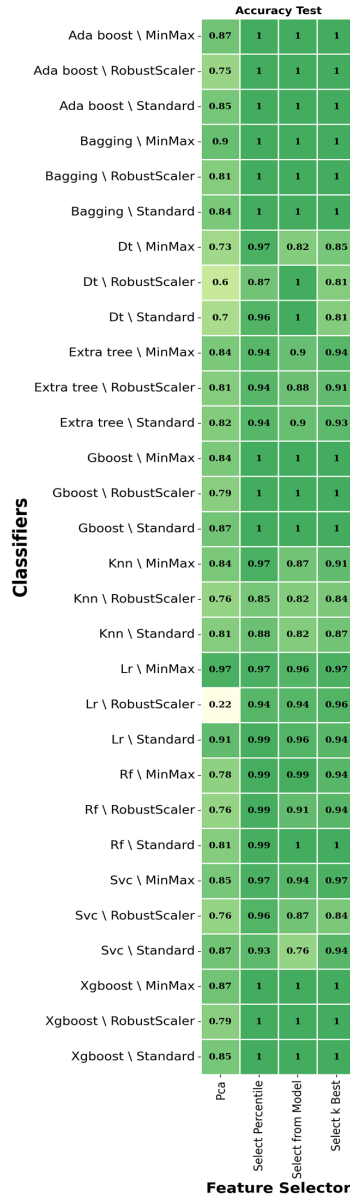 Accuracy Test
Ada boost \ MinMax 0.87 1 1 1
Ada boost \ RobustScaler 0.75 1 1 1
Ada boost \ Standard 0.85 1 1 1
Bagging \ MinMax 0.9 1 1 1
Bagging \ RobustScaler 0.81 1 1 1
Bagging \ Standard 0.84 1 1 1
Dt \ MinMax 0.73 0.97 0.82 0.85
Dt \ RobustScaler 0.6 0.87 1 0.81
Dt \ Standard 0.7 0.96 1 0.81
Extra tree \ MinMax 0.84 0.94 0.9 0.94
Extra tree \ RobustScaler 0.81 0.94 0.88 0.91
Extra tree \ Standard 0.82 0.94 0.9 0.93
Gboost \ MinMax 0.84 1 1 1
Gboost \ RobustScaler 0.79 1 1 1
Gboost \ Standard 0.87 1 1 1
Knn \ MinMax 0.84 0.97 0.87 0.91
Knn \ RobustScaler 0.76 0.85 0.82 0.84
Knn \ Standard 0.81 0.88 0.82 0.87
Lr \ MinMax 0.97 0.97 0.96 0.97
Lr \ RobustScaler 0.22 0.94 0.94 0.96
Lr \ Standard 0.91 0.99 0.96 0.94
Rf \ MinMax 0.78 0.99 0.99 0.94
Rf \ RobustScaler 0.76 0.99 0.91 0.94
Rf \ Standard 0.81 0.99 1 1
Svc \ MinMax 0.85 0.97 0.94 0.97
Svc \ RobustScaler 0.76 0.96 0.87 0.84
Svc \ Standard 0.87 0.93 0.76 0.94
Xgboost \ MinMax 0.87 1 1 1
Xgboost \ RobustScaler 0.79 1 1 1
Xgboost \ Standard 0.85 1 1 1
Classifiers
Pca
Select Percentile
Select from Model
Select k Best
Feature Selector